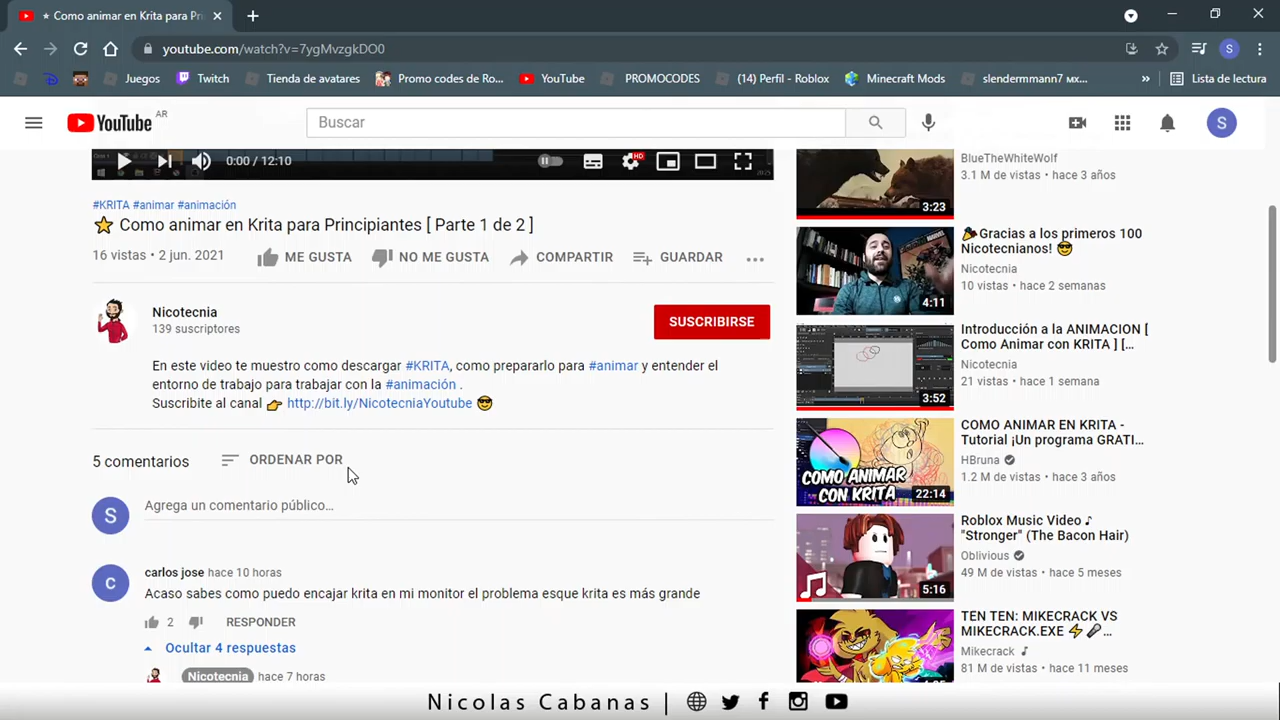 Como animar en Krita para Pri
youtube.com/watch?v=7ygMvzgkDO0
S
Juegos
Twitch
Tienda de avatares
Promo codes de Ro...
YouTube
PROMOCODES
(14) Perfil - Roblox
Minecraft Mods
slendermmann7 мх...
»
Lista de lectura
YouTube AR
Buscar
S
0:00 / 12:10
HD
#KRITA #animar #animación
Como animar en Krita para Principiantes [ Parte 1 de 2 ]
16 vistas • 2 jun. 2021
ME GUSTA
NO ME GUSTA
COMPARTIR
GUARDAR
Nicotecnia
139 suscriptores
SUSCRIBIRSE
En este video te muestro como descargar #KRITA, como prepararlo para #animar y entender el
entorno de trabajo para trabajar con la #animación .
Suscribite al canal 👉 http://bit.ly/NicotecniaYoutube 😎
5 comentarios
ORDENAR POR
S
Agrega un comentario público...
C
carlos jose hace 10 horas
Acaso sabes como puedo encajar krita en mi monitor el problema esque krita es más grande
2
RESPONDER
Ocultar 4 respuestas
Nicotecnia hace 7 horas
3:23
BlueTheWhiteWolf
3.1 M de vistas • hace 3 años
4:11
🎉Gracias a los primeros 100
Nicotecnianos! 😎
Nicotecnia
10 vistas • hace 2 semanas
3:52
Introducción a la ANIMACION [
Como Animar con KRITA ] [...
Nicotecnia
21 vistas • hace 1 semana
COMO ANIMAR
CON KRITA
22:14
COMO ANIMAR EN KRITA -
Tutorial ¡Un programa GRATI...
HBruna
1.2 M de vistas • hace 3 años
5:16
Roblox Music Video ♪
"Stronger" (The Bacon Hair)
Oblivious
49 M de vistas • hace 5 meses
TEN TEN: MIKECRACK VS
MIKECRACK.EXE ⚡🎤...
Mikecrack ♪
81 M de vistas • hace 11 meses
Nicolas Cabanas |